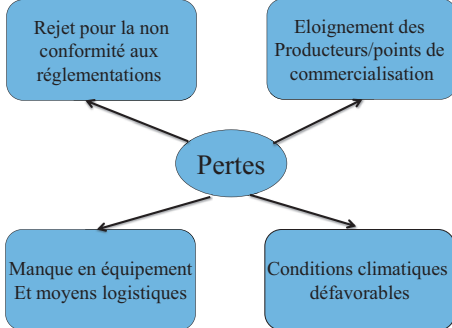 Rejet pour la non
conformité aux
réglementations
Eloignement des
Producteurs/points de
commercialisation
Pertes
Manque en équipement
Et moyens logistiques
Conditions climatiques
défavorables